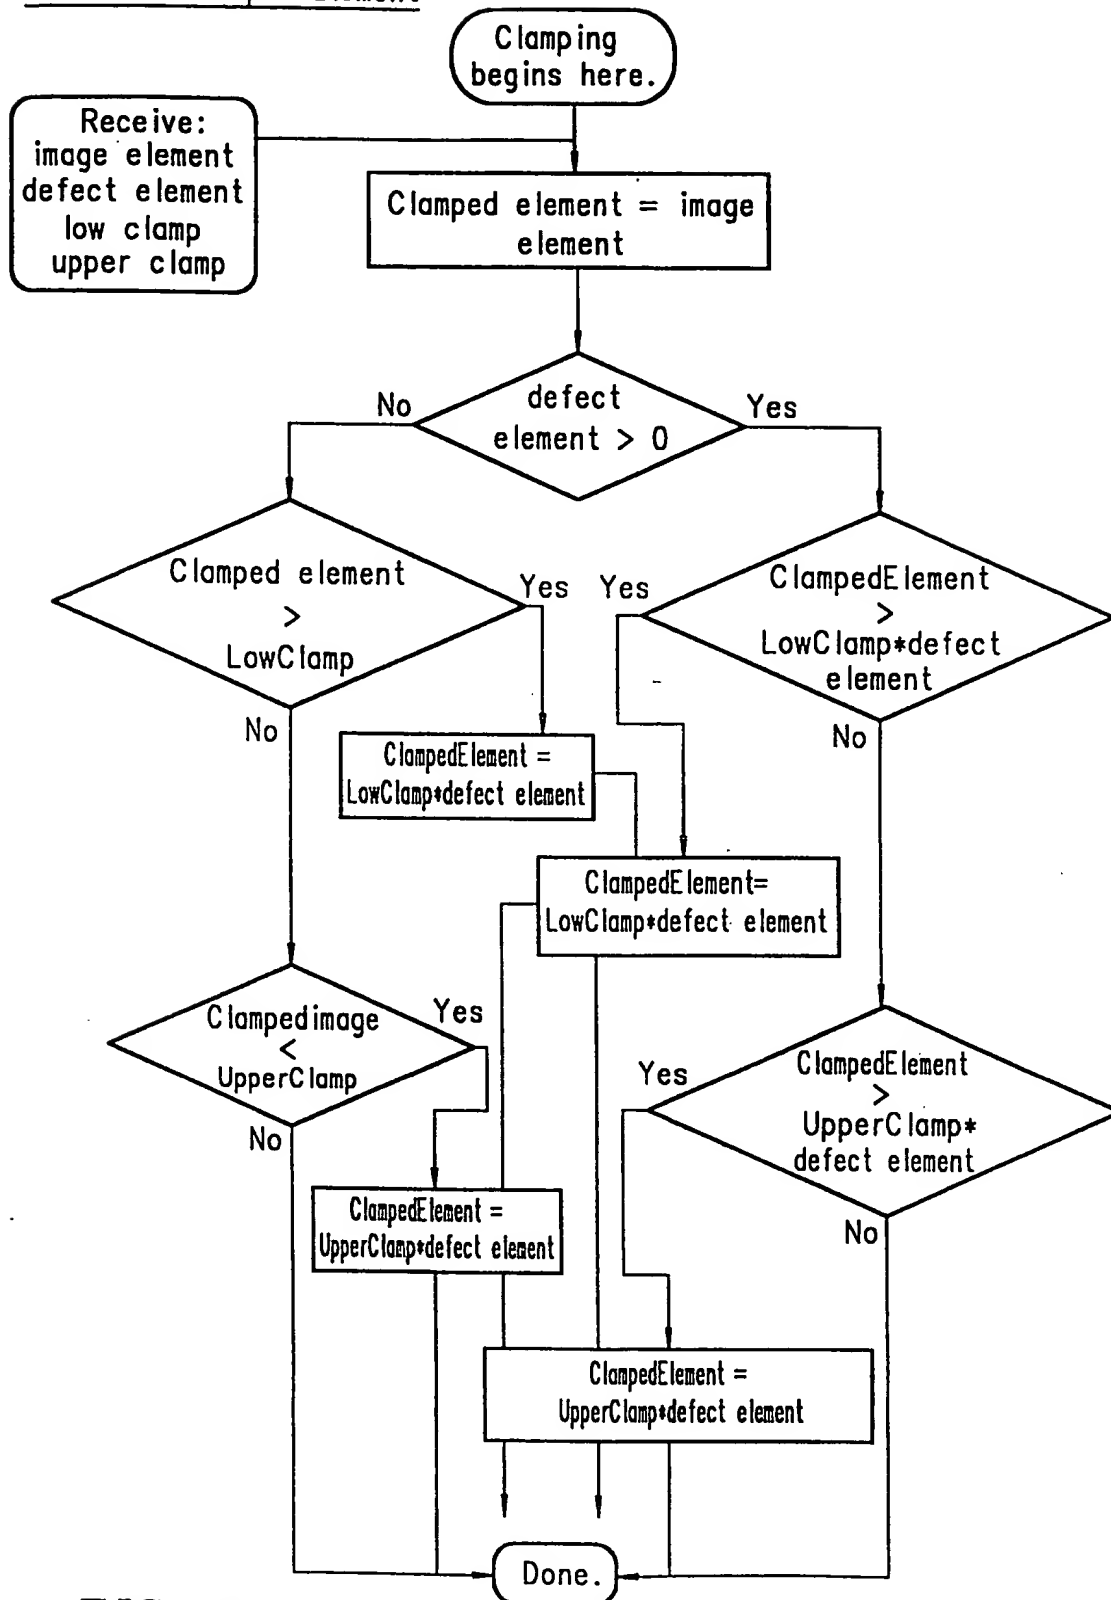 Clamping
begins here.
Receive:
image element
defect element
low clamp
upper clamp
Clamped element = image
element
defect
element > 0
No
Yes
Clamped element
>
LowClamp
Yes
No
Yes
ClampedElement
>
LowClamp*defect
element
No
ClampedElement =
LowClamp*defect element
ClampedElement=
LowClamp*defect element
Clampedimage
<
UpperClamp
Yes
No
Yes
ClampedElement
>
UpperClamp*
defect element
No
ClampedElement =
UpperClamp*defect element
ClampedElement =
UpperClamp*defect element
Done.